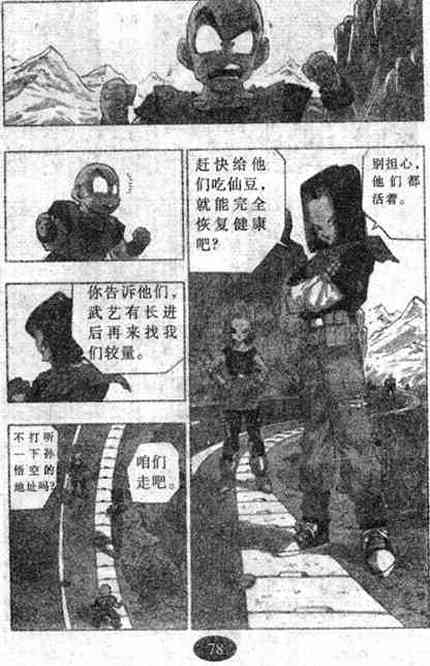 别担心，
他们都
活着。
赶快给他
们吃仙豆，
就能完全
恢复健康
吧？
你告诉他们，
武艺有长进
后再来找我
们较量。
咱们
走吧。
不打听
一下孙
悟空的
地址吗？
78